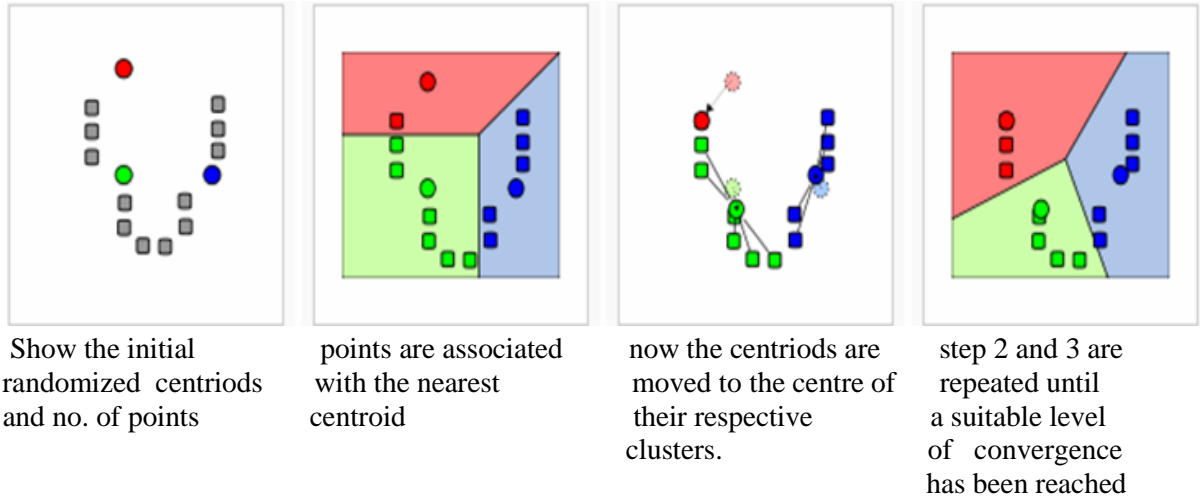 Show the initial
randomized centriods
and no. of points
points are associated
with the nearest
centroid
now the centriods are
moved to the centre of
their respective
clusters.
step 2 and 3 are
repeated until
a suitable level
of convergence
has been reached